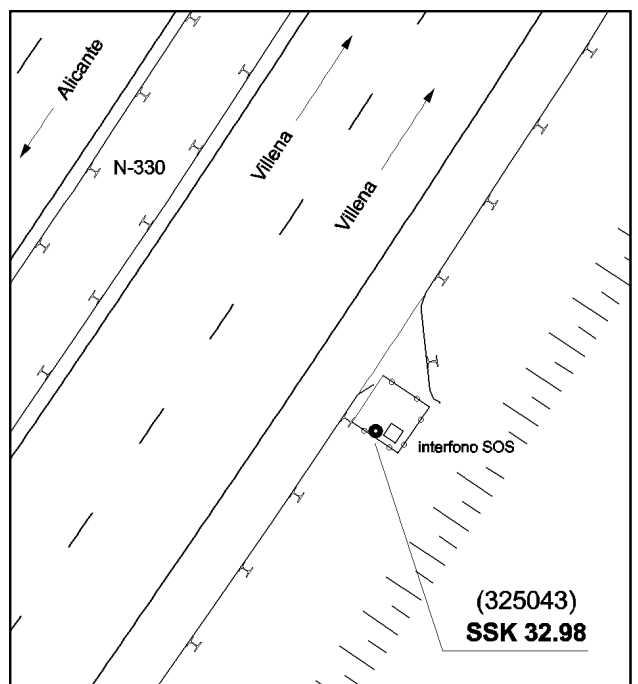 Alicante
N-330
Villena
Villena
interfono SOS
(325043)
SSK 32.98